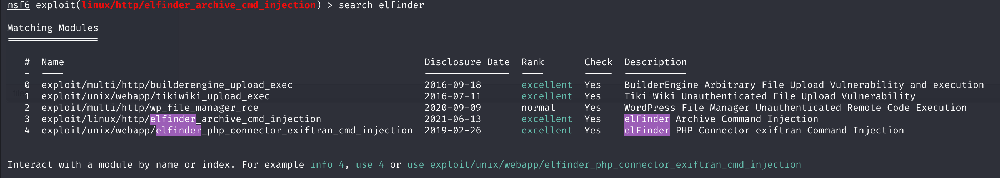 msf6 exploit(linux/http/elfinder_archive_cmd_injection) > search elfinder
Matching Modules
================
# Name Disclosure Date Rank Check Description
- ---- --------------- ---- ----- -----------
0 exploit/multi/http/builderengine_upload_exec 2016-09-18 excellent Yes BuilderEngine Arbitrary File Upload Vulnerability and execution
1 exploit/unix/webapp/tikiwiki_upload_exec 2016-07-11 excellent Yes Tiki Wiki Unauthenticated File Upload Vulnerability
2 exploit/multi/http/wp_file_manager_rce 2020-09-09 normal Yes WordPress File Manager Unauthenticated Remote Code Execution
3 exploit/linux/http/elfinder_archive_cmd_injection 2021-06-13 excellent Yes elFinder Archive Command Injection
4 exploit/unix/webapp/elfinder_php_connector_exiftran_cmd_injection 2019-02-26 excellent Yes elFinder PHP Connector exiftran Command Injection
Interact with a module by name or index. For example info 4, use 4 or use exploit/unix/webapp/elfinder_php_connector_exiftran_cmd_injection